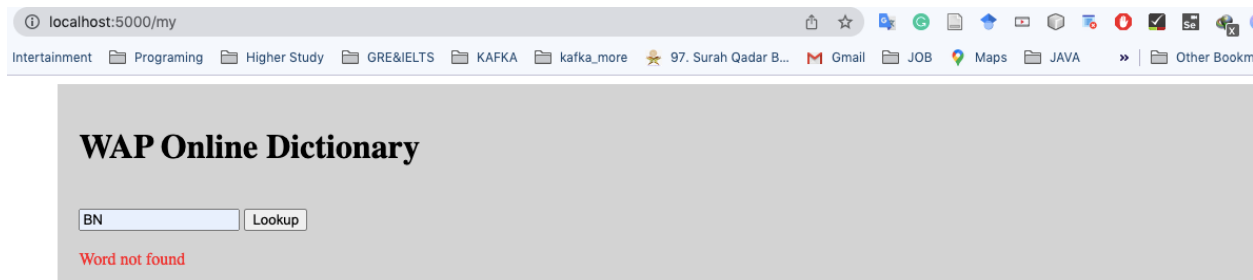 localhost:5000/my
Intertainment Programing Higher Study GRE&IELTS KAFKA kafka_more 97. Surah Qadar B... Gmail JOB Maps JAVA » Other Bookm
WAP Online Dictionary
BN Lookup
Word not found